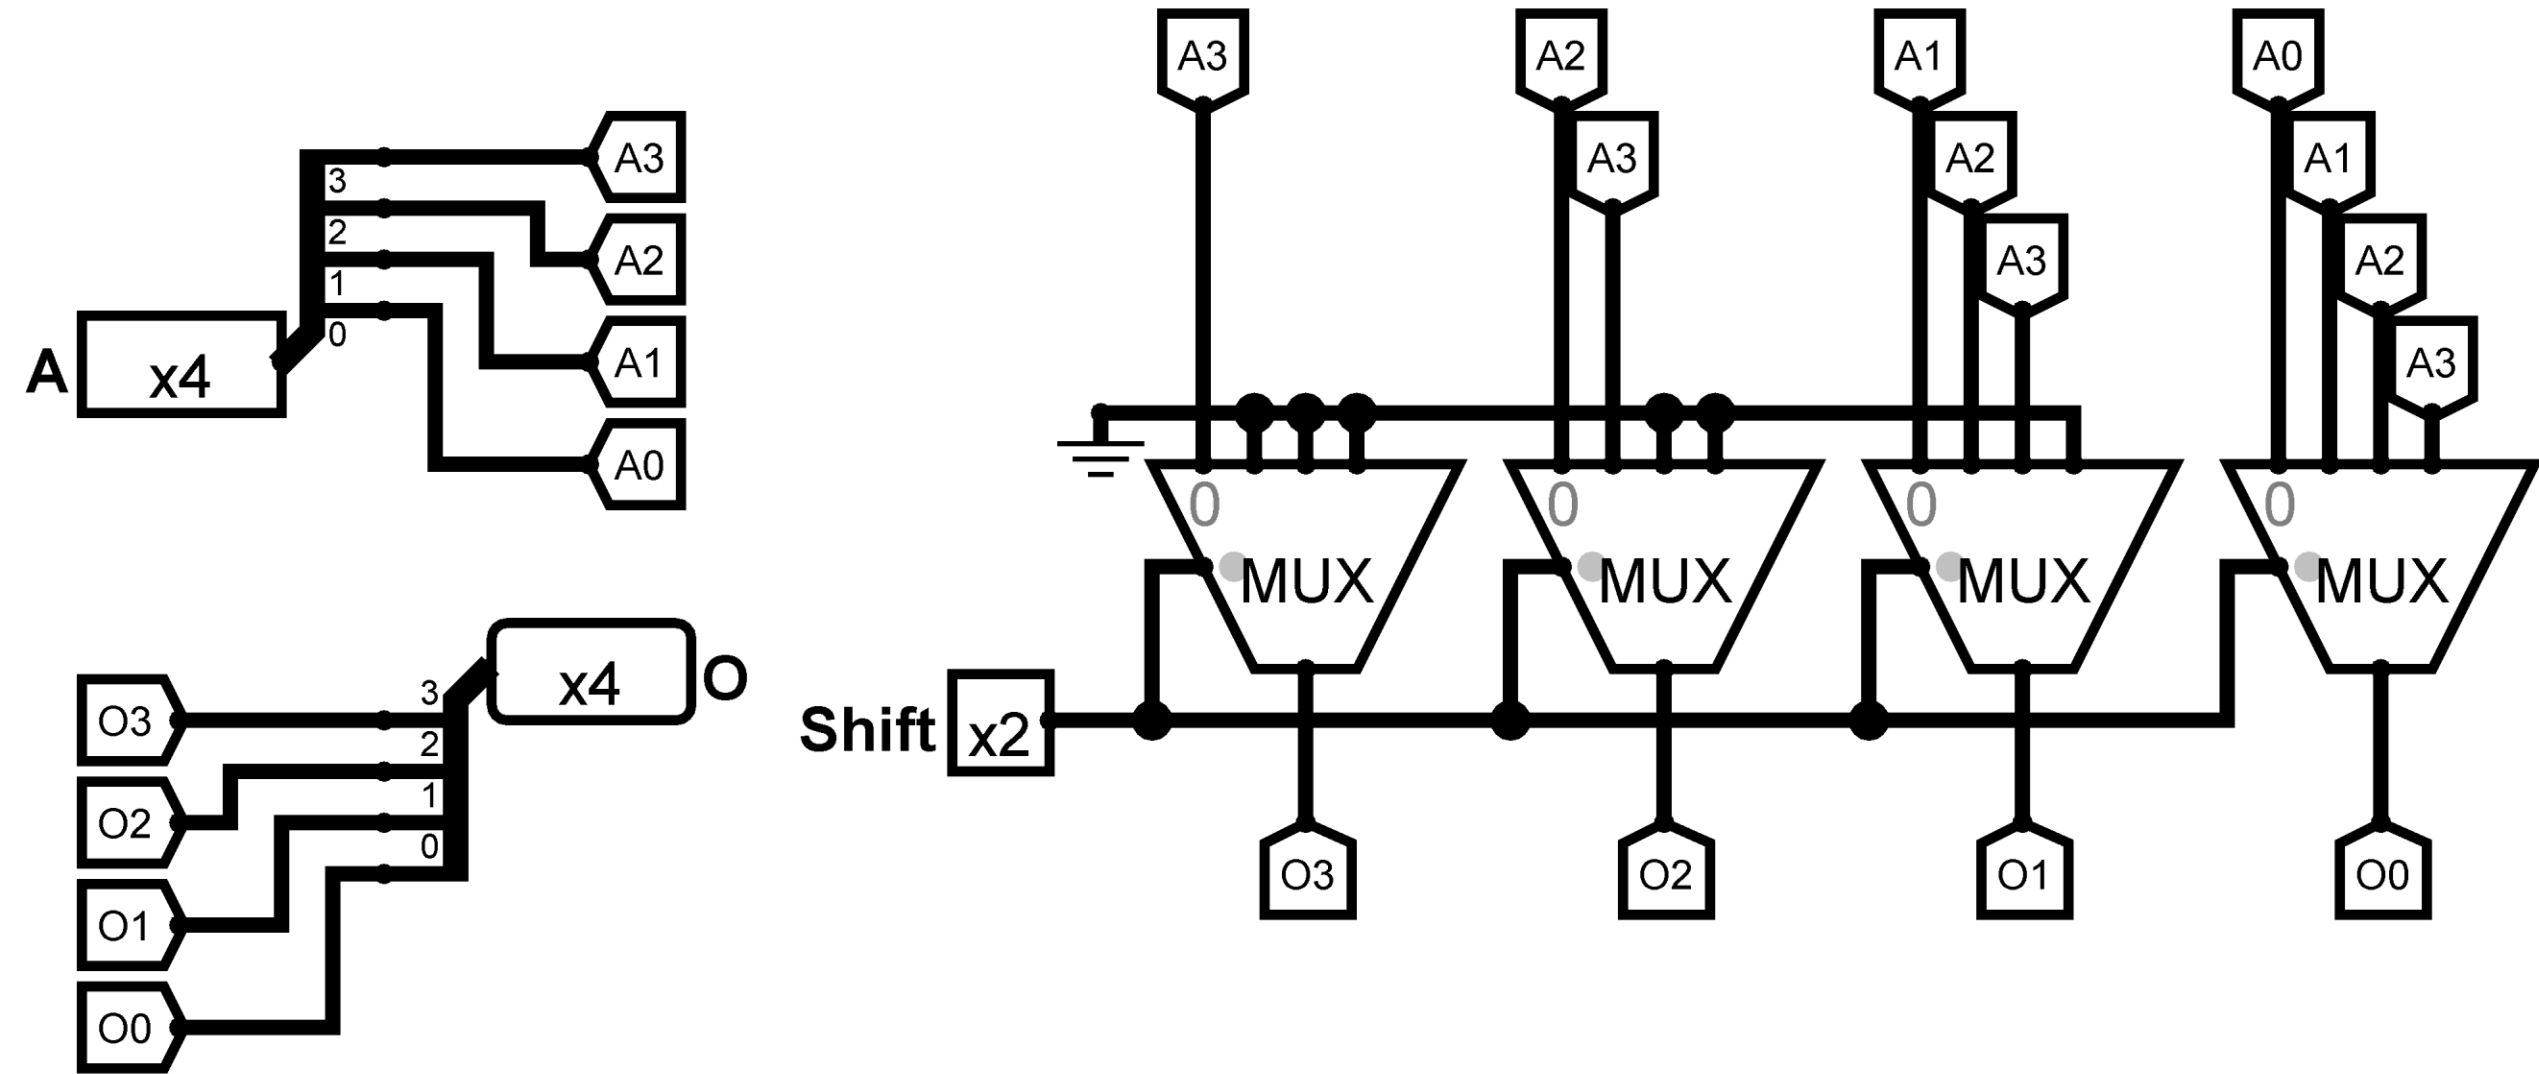 A3 A2 A1 A0
A3 A2 A1
A3 A2
A3
A3
3
A2
2
1
A1
0
A x4
A0
0 0 0 0
MUX MUX MUX MUX
x4 O
Shift x2
O3
3
2
O2
1
0
O1
O0
O3 O2 O1 O0